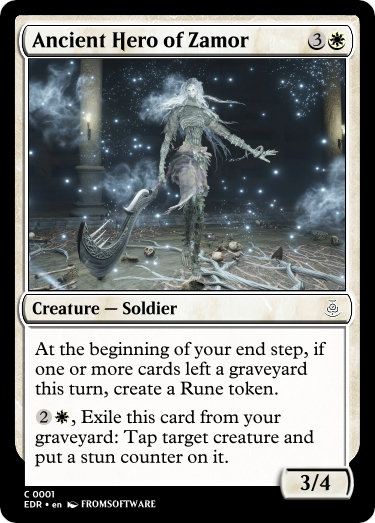 Ancient Hero of Zamor 3
Creature — Soldier
At the beginning of your end step, if
one or more cards left a graveyard
this turn, create a Rune token.
2, Exile this card from your
graveyard: Tap target creature and
put a stun counter on it.
3/4
C 0001
EDR • en FROMSOFTWARE